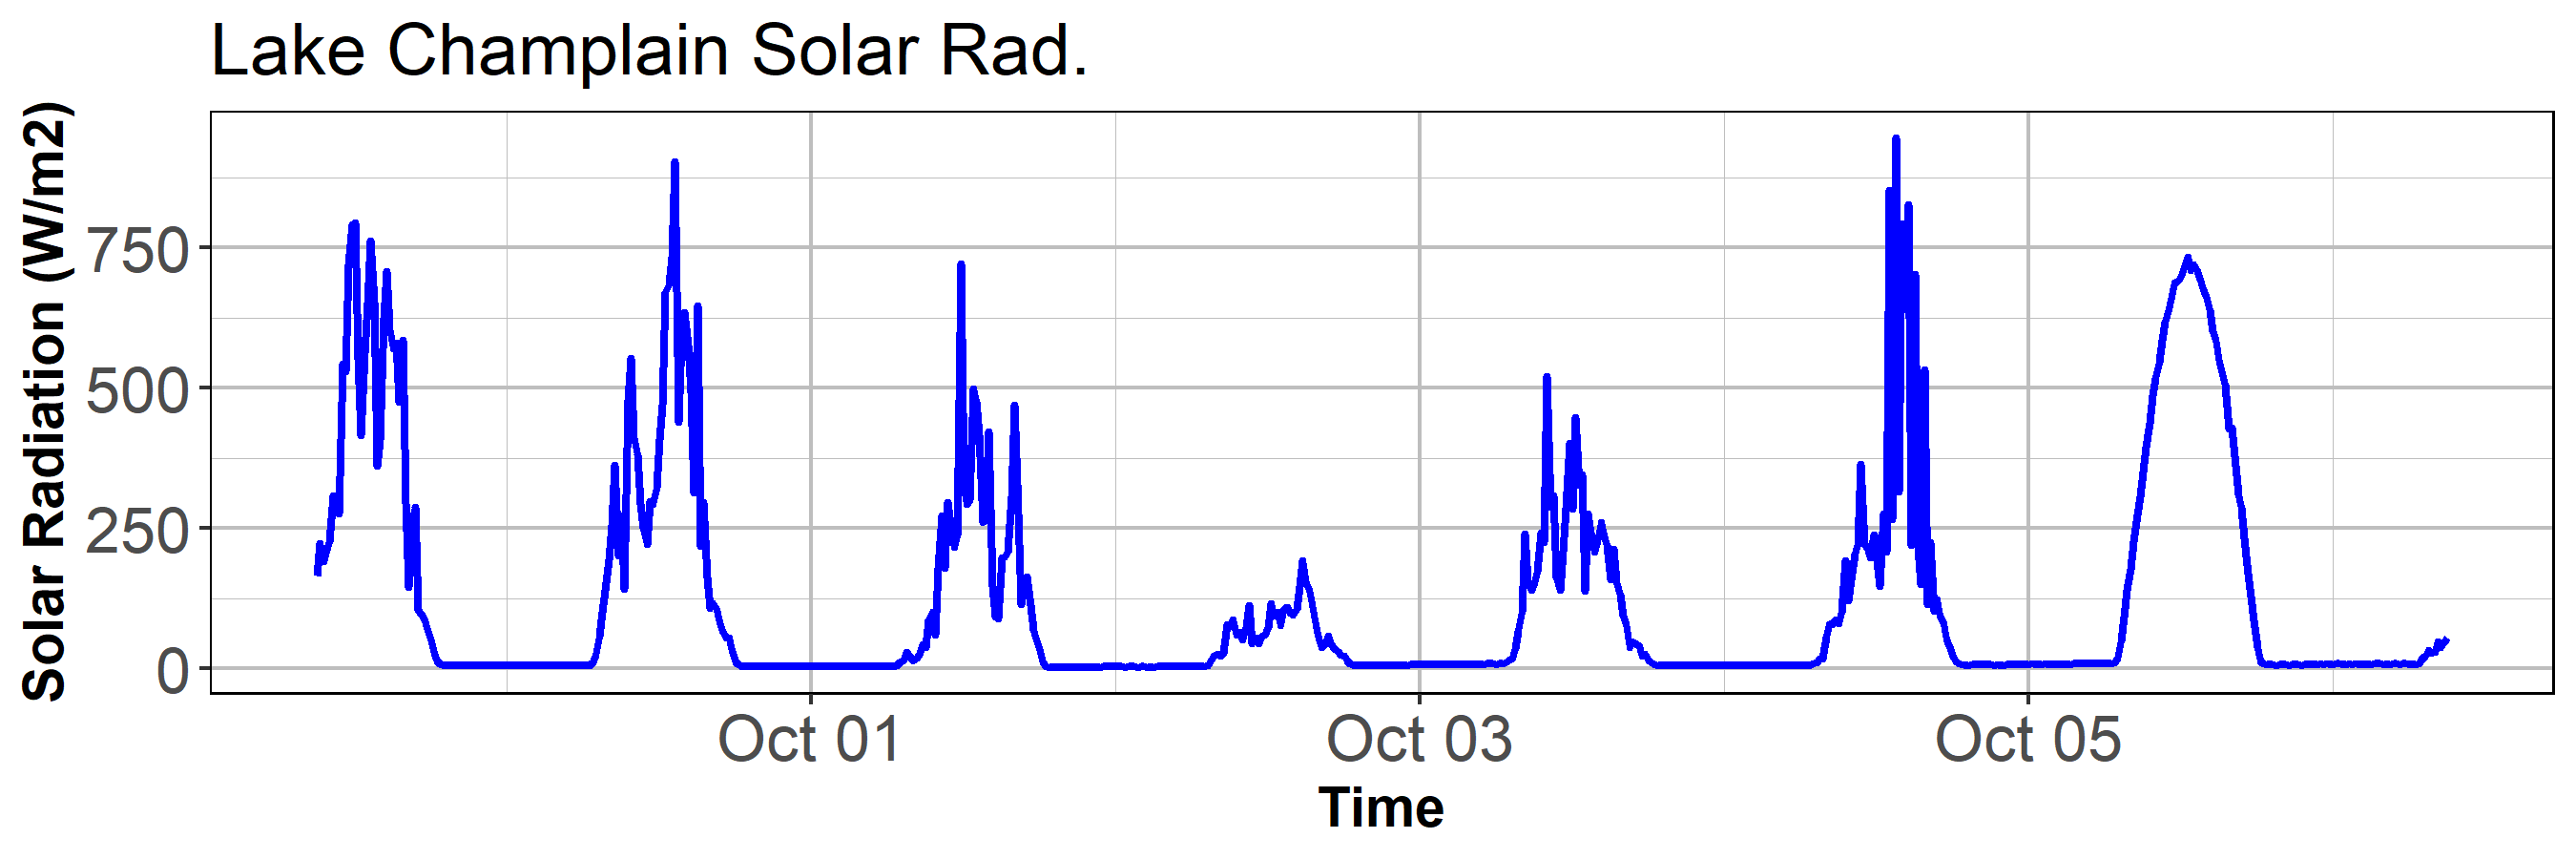 Lake Champlain Solar Rad.
Solar Radiation (W/m2)
750
500
250
0
Oct 01 Oct 03 Oct 05
Time